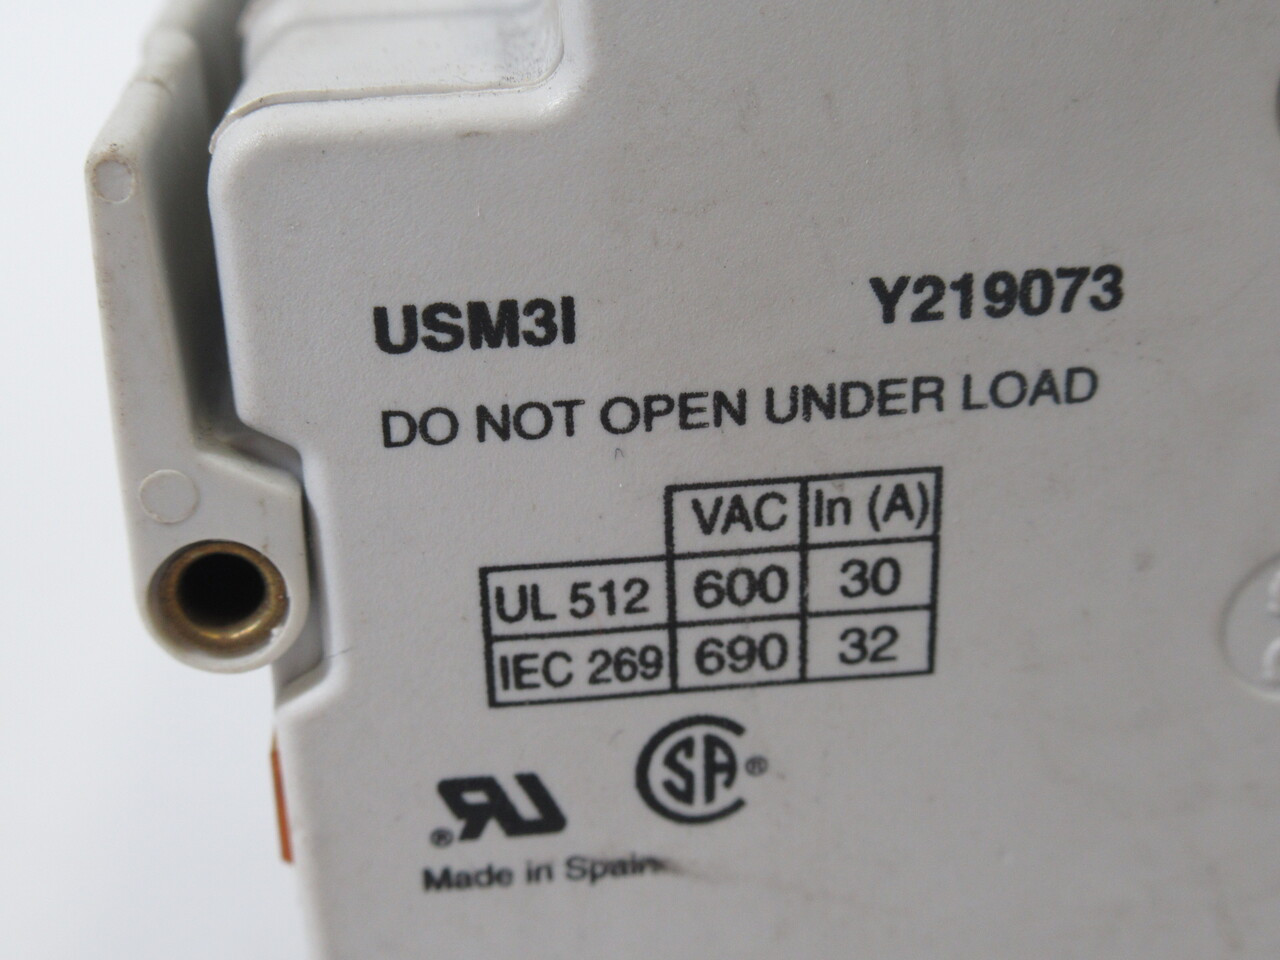 USM3I Y219073
DO NOT OPEN UNDER LOAD
VAC In (A)
UL 512 600 30
IEC 269 690 32
SA ®
® RU
Made in Spain